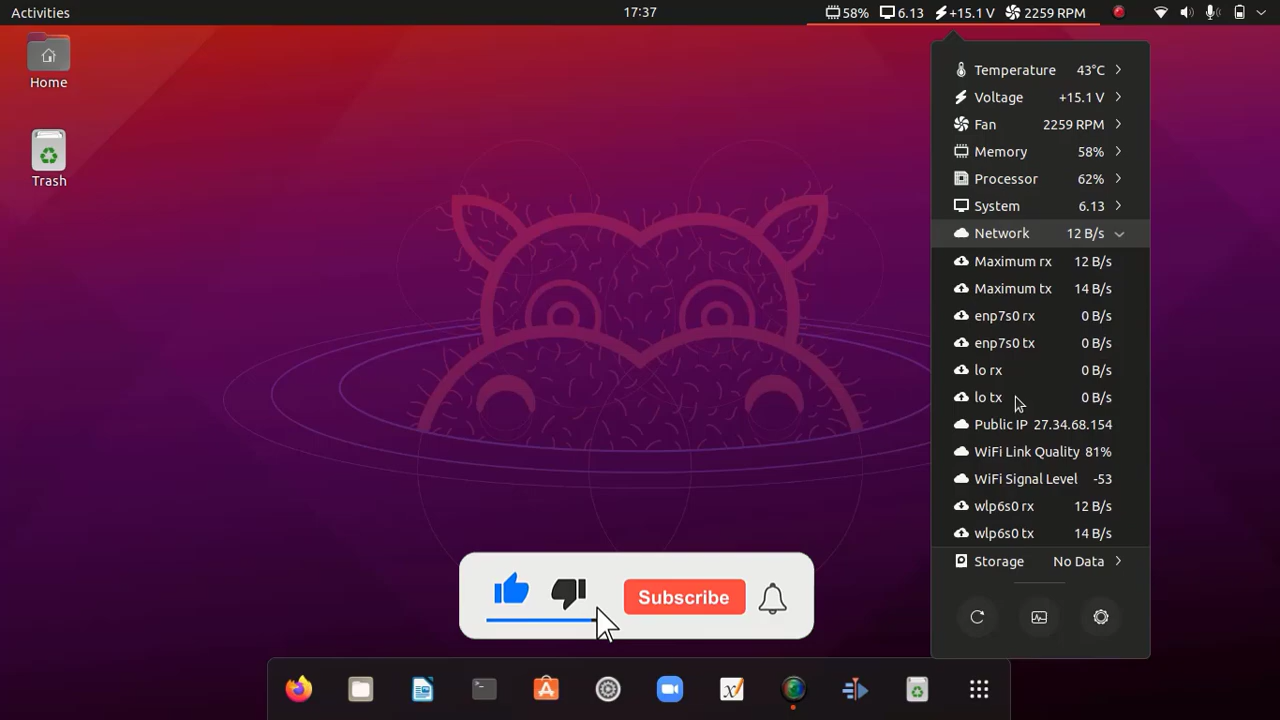 Activities
17:37
58% 6.13 +15.1 V 2259 RPM
Home
Trash
Temperature 43°C
Voltage +15.1 V
Fan 2259 RPM
Memory 58%
Processor 62%
System 6.13
Network 12 B/s
Maximum rx 12 B/s
Maximum tx 14 B/s
enp7s0 rx 0 B/s
enp7s0 tx 0 B/s
lo rx 0 B/s
lo tx 0 B/s
Public IP 27.34.68.154
WiFi Link Quality 81%
WiFi Signal Level -53
wlp6s0 rx 12 B/s
wlp6s0 tx 14 B/s
Storage No Data
Subscribe